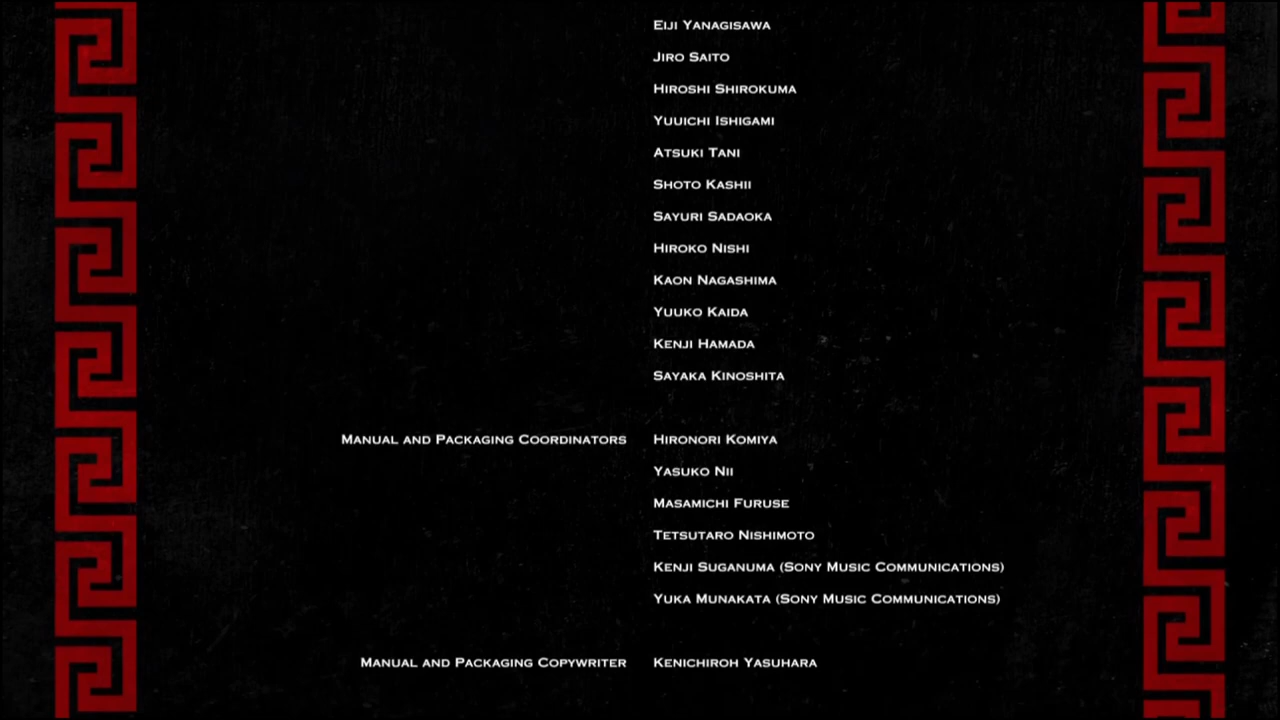 Eiji Yanagisawa
Jiro Saito
Hiroshi Shirokuma
Yuuichi Ishigami
Atsuki Tani
Shoto Kashii
Sayuri Sadaoka
Hiroko Nishi
Kaon Nagashima
Yuuko Kaida
Kenji Hamada
Sayaka Kinoshita
Manual and Packaging Coordinators Hironori Komiya
Yasuko Nii
Masamichi Furuse
Tetsutaro Nishimoto
Kenji Suganuma (Sony Music Communications)
Yuka Munakata (Sony Music Communications)
Manual and Packaging Copywriter Kenichiroh Yasuhara